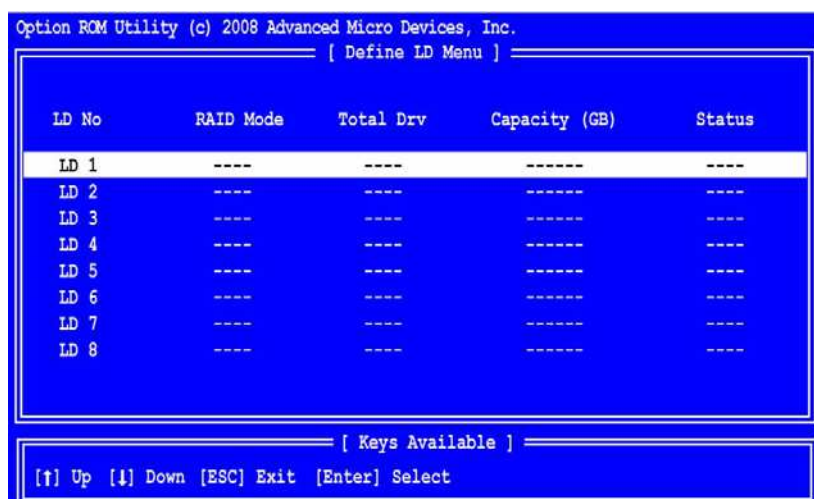 Option ROM Utility (c) 2008 Advanced Micro Devices, Inc.
[ Define LD Menu ]
LD No RAID Mode Total Drv Capacity (GB) Status
LD 1 ---- ---- ------ ----
LD 2 ---- ---- ------ ----
LD 3 ---- ---- ------ ----
LD 4 ---- ---- ------ ----
LD 5 ---- ---- ------ ----
LD 6 ---- ---- ------ ----
LD 7 ---- ---- ------ ----
LD 8 ---- ---- ------ ----
[ Keys Available ]
[↑] Up [↓] Down [ESC] Exit [Enter] Select